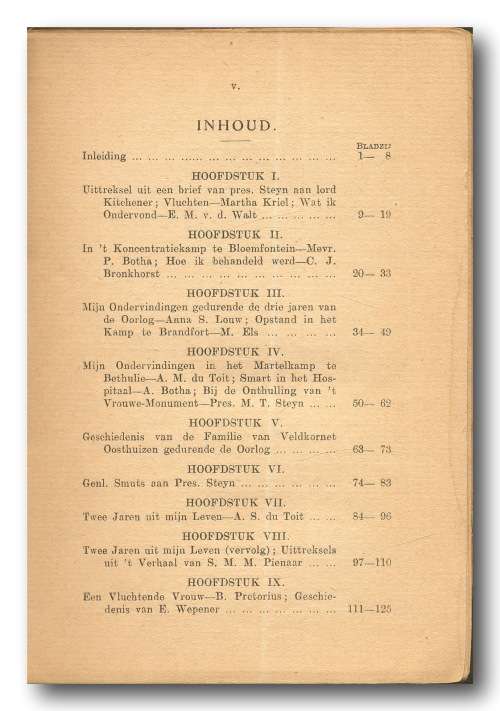 v.
INHOUD.
BLADZIJ
Inleiding ... ... ... ...... ... ... ... ... ... ... ... ... ... 1— 8
HOOFDSTUK I.
Uittreksel uit een brief van pres. Steyn aan lord
Kitchener; Vluchten—Martha Kriel; Wat ik
Ondervond—E. M. v. d. Walt ... ... ... ... ... 9— 19
HOOFDSTUK II.
In 't Koncentratiekamp te Bloemfontein—Mevr.
P. Botha; Hoe ik behandeld werd—C. J.
Bronkhorst ... ... ... ... ... ... ... ... ... ... ... 20— 33
HOOFDSTUK III.
Mijn Ondervindingen gedurende de drie jaren van
de Oorlog—Anna S. Louw; Opstand in het
Kamp te Brandfort—M. Els ... ... ... ... ... 34— 49
HOOFDSTUK IV.
Mijn Ondervindingen in het Martelkamp te
Bethulie—A. M. du Toit; Smart in het Hos-
pitaal—A. Botha; Bij de Onthulling van 't
Vrouwe-Monument—Pres. M. T. Steyn ... ... 50— 62
HOOFDSTUK V.
Geschiedenis van de Familie van Veldkornet
Oosthuizen gedurende de Oorlog ... ... ... ... 63— 73
HOOFDSTUK VI.
Genl. Smuts aan Pres. Steyn ... ... ... ... ... ... 74— 83
HOOFDSTUK VII.
Twee Jaren uit mijn Leven—A. S. du Toit ... ... 84— 96
HOOFDSTUK VIII.
Twee Jaren uit mijn Leven (vervolg); Uittreksels
uit 't Verhaal van S. M. M. Pienaar ... ... 97—110
HOOFDSTUK IX.
Een Vluchtende Vrouw—B. Pretorius; Geschie-
denis van E. Wepener ... ... ... ... ... ... ... 111—125